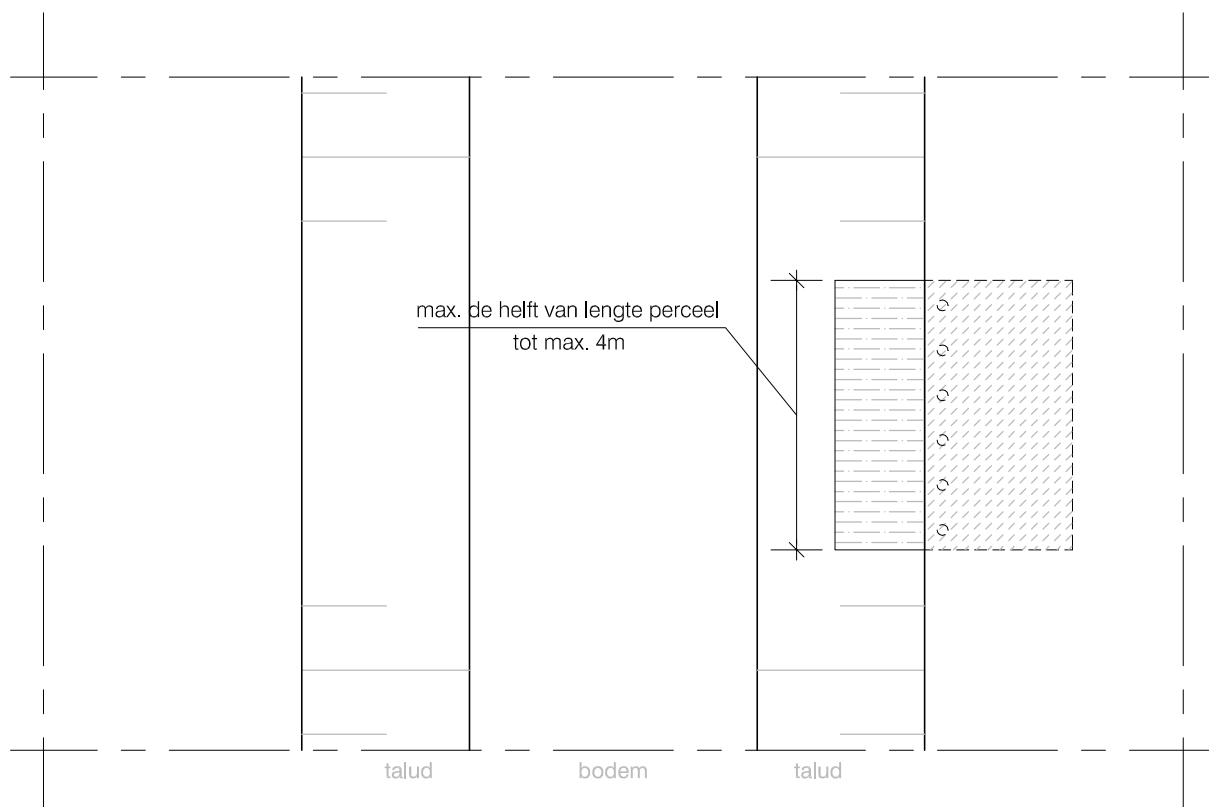 max. de helft van lengte perceel
tot max. 4m
talud bodem talud